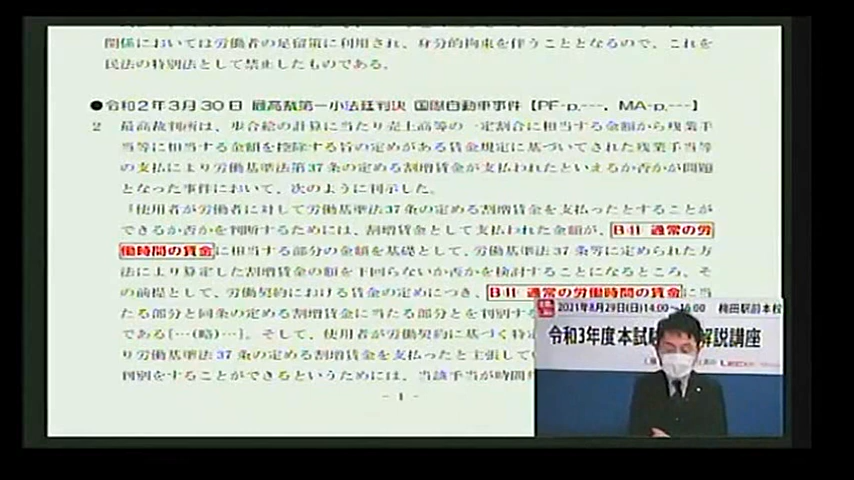 関係においては労働者の足留策に利用され、身分的拘束を伴うこととなるので、これを
民法の特別法として禁止したものである。
●令和2年3月30日 最高裁第一小法廷判決 国際自動車事件【PF-p.---, MA-p.---】
2 最高裁判所は、歩合給の計算に当たり売上高等の一定割合に相当する金額から残業手
当等に相当する金額を控除する旨の定めがある賃金規定に基づいてされた残業手当等
の支払により労働基準法第37条の定める割増賃金が支払われたといえるか否かが問題
となった事件において、次のように判示した。
「使用者が労働者に対して労働基準法37条の定める割増賃金を支払ったとすることが
できるか否かを判断するためには、割増賃金として支払われた金額が、B-11 通常の労
働時間の賃金に相当する部分の金額を基礎として、労働基準法37条等に定められた方
法により算定した割増賃金の額を下回らないか否かを検討することになるところ、そ
の前提として、労働契約における賃金の定めにつき、B-11 通常の労働時間の賃金に当
たる部分と同条の定める割増賃金に当たる部分とを判別する
である[…(略)…]。そして、使用者が労働契約に基づく特定
り労働基準法37条の定める割増賃金を支払ったと主張して
判別をすることができるというためには、当該手当が時間外
- 1 -
2021年8月29日(日)14:00～16:00 梅田駅前本校
令和3年度本試験 解説講座